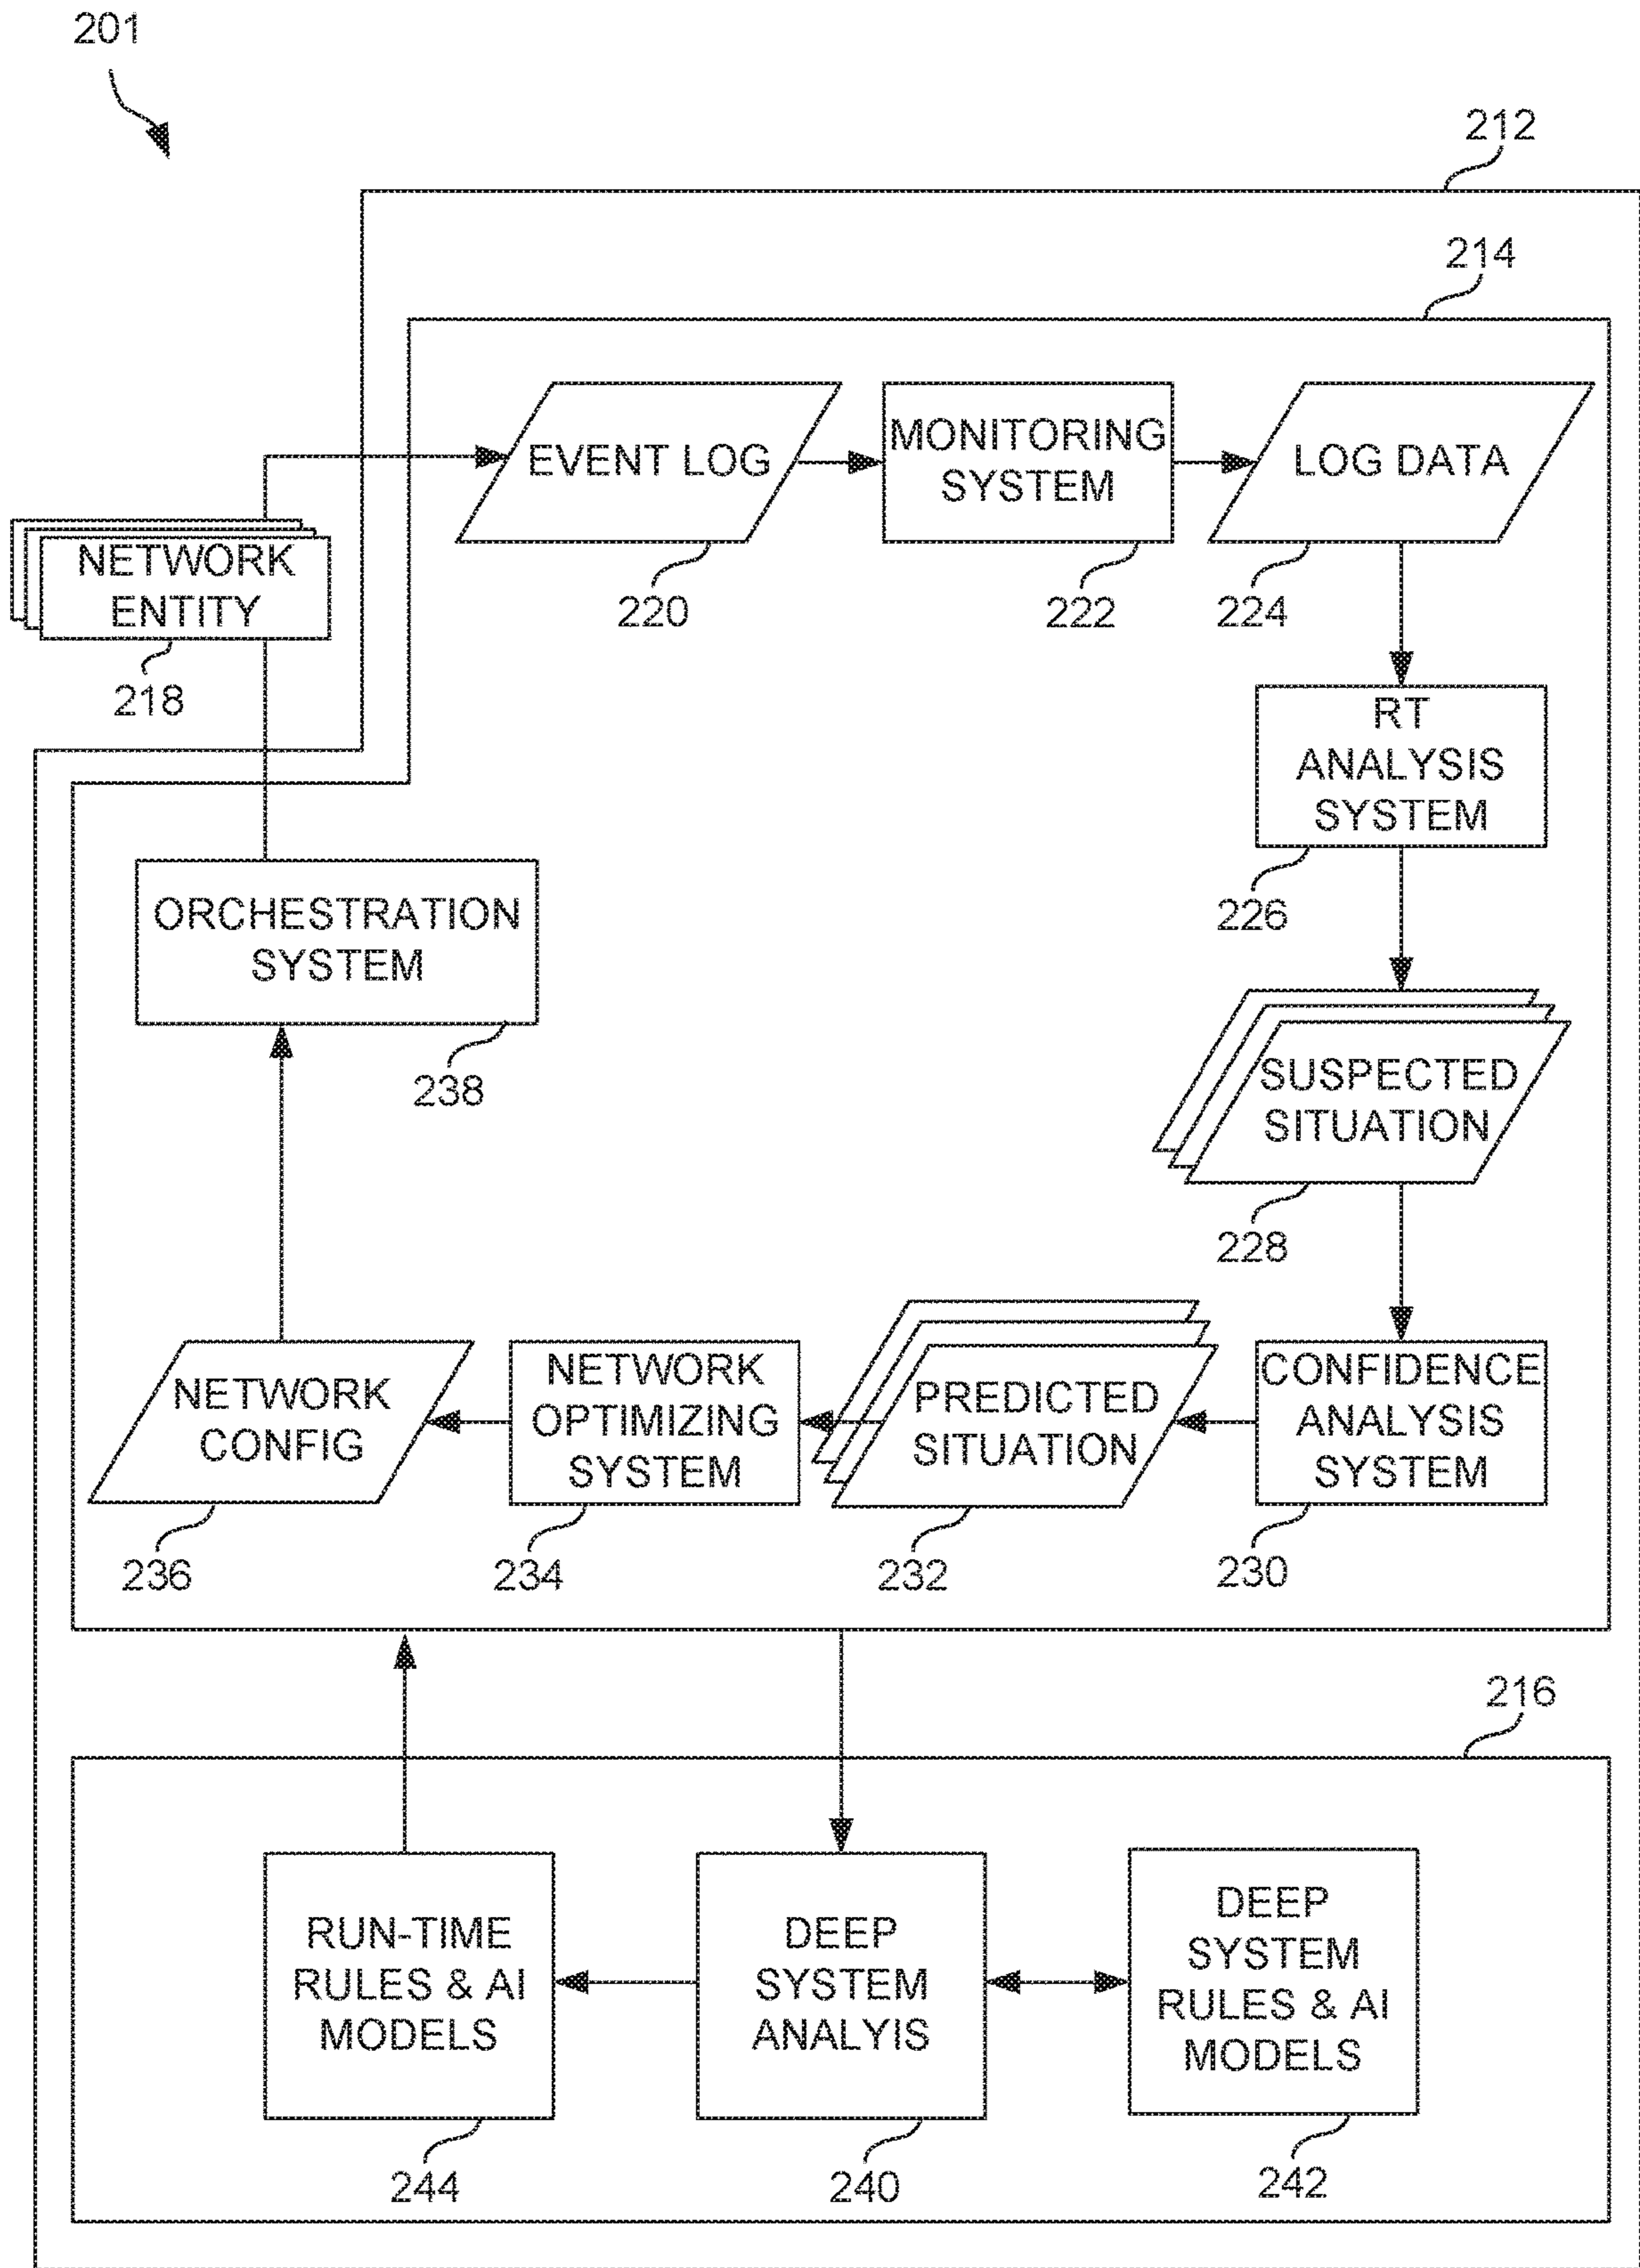 201
212
214
EVENT LOG
MONITORING
SYSTEM
LOG DATA
220
222
224
NETWORK
ENTITY
218
RT
ANALYSIS
SYSTEM
226
ORCHESTRATION
SYSTEM
238
SUSPECTED
SITUATION
228
NETWORK
CONFIG
NETWORK
OPTIMIZING
SYSTEM
PREDICTED
SITUATION
CONFIDENCE
ANALYSIS
SYSTEM
236
234
232
230
216
RUN-TIME
RULES & AI
MODELS
DEEP
SYSTEM
ANALYIS
DEEP
SYSTEM
RULES & AI
MODELS
244
240
242